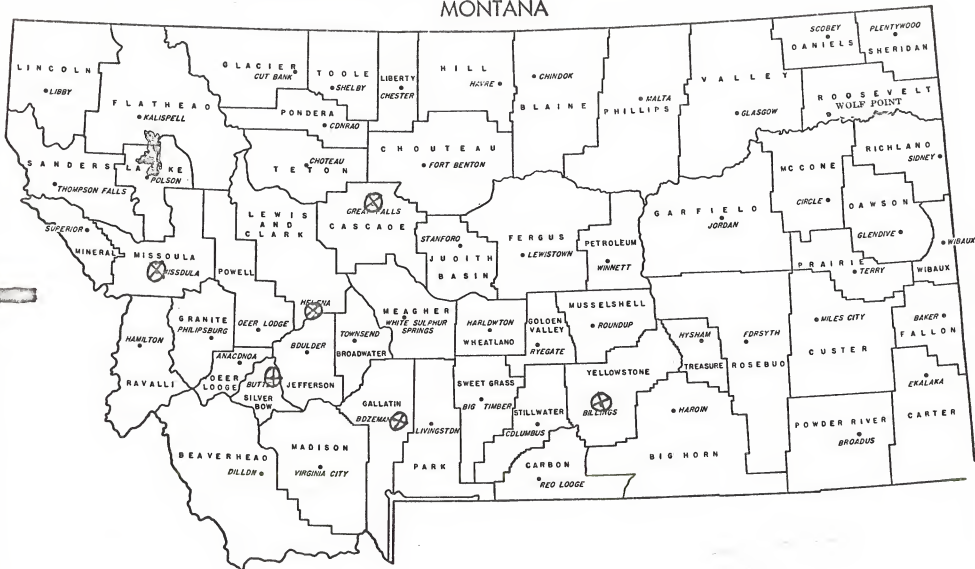 MONTANA
LINCOLN
LIBBY
FLATHEAD
KALISPELL
GLACIER
CUT BANK
TOOLE
SHELBY
LIBERTY
CHESTER
HILL
HAVRE
CHINOOK
BLAINE
PHILLIPS
MALTA
VALLEY
GLASGOW
SCOBEY
DANIELS
PLENTYWOOD
SHERIDAN
ROOSEVELT
WOLF POINT
PONDERA
CONRAD
SANDERS
THOMPSON FALLS
LAKE
POLSON
TETON
CHOTEAU
CHOUTEAU
FORT BENTON
RICHLAND
SIDNEY
MCCONE
CIRCLE
DAWSON
GLENDIVE
WIBAUX
WIBAUX
PRAIRIE
TERRY
GARFIELD
JORDAN
LEWIS
AND
CLARK
GREAT FALLS
CASCADE
STANFORD
JUDITH
BASIN
FERGUS
LEWISTOWN
PETROLEUM
WINNETT
SUPERIOR
MINERAL
MISSOULA
MISSOULA
POWELL
HELENA
GRANITE
PHILIPSBURG
DEER LODGE
MEAGHER
WHITE SULPHUR
SPRINGS
TOWNSEND
BROADWATER
HARLOWTON
WHEATLAND
GOLDEN
VALLEY
RYEGATE
MUSSELSHELL
ROUNDUP
HYSHAM
TREASURE
FORSYTH
ROSEBUD
MILES CITY
CUSTER
BAKER
FALLON
EKALAKA
CARTER
HAMILTON
RAVALLI
ANACONDA
DEER
LODGE
BUTTE
SILVER
BOW
BOULDER
JEFFERSON
GALLATIN
BOZEMAN
LIVINGSTON
PARK
SWEET GRASS
BIG TIMBER
STILLWATER
COLUMBUS
YELLOWSTONE
BILLINGS
HARDIN
BIG HORN
POWDER RIVER
BROADUS
BEAVERHEAD
DILLON
MADISON
VIRGINIA CITY
CARBON
RED LODGE